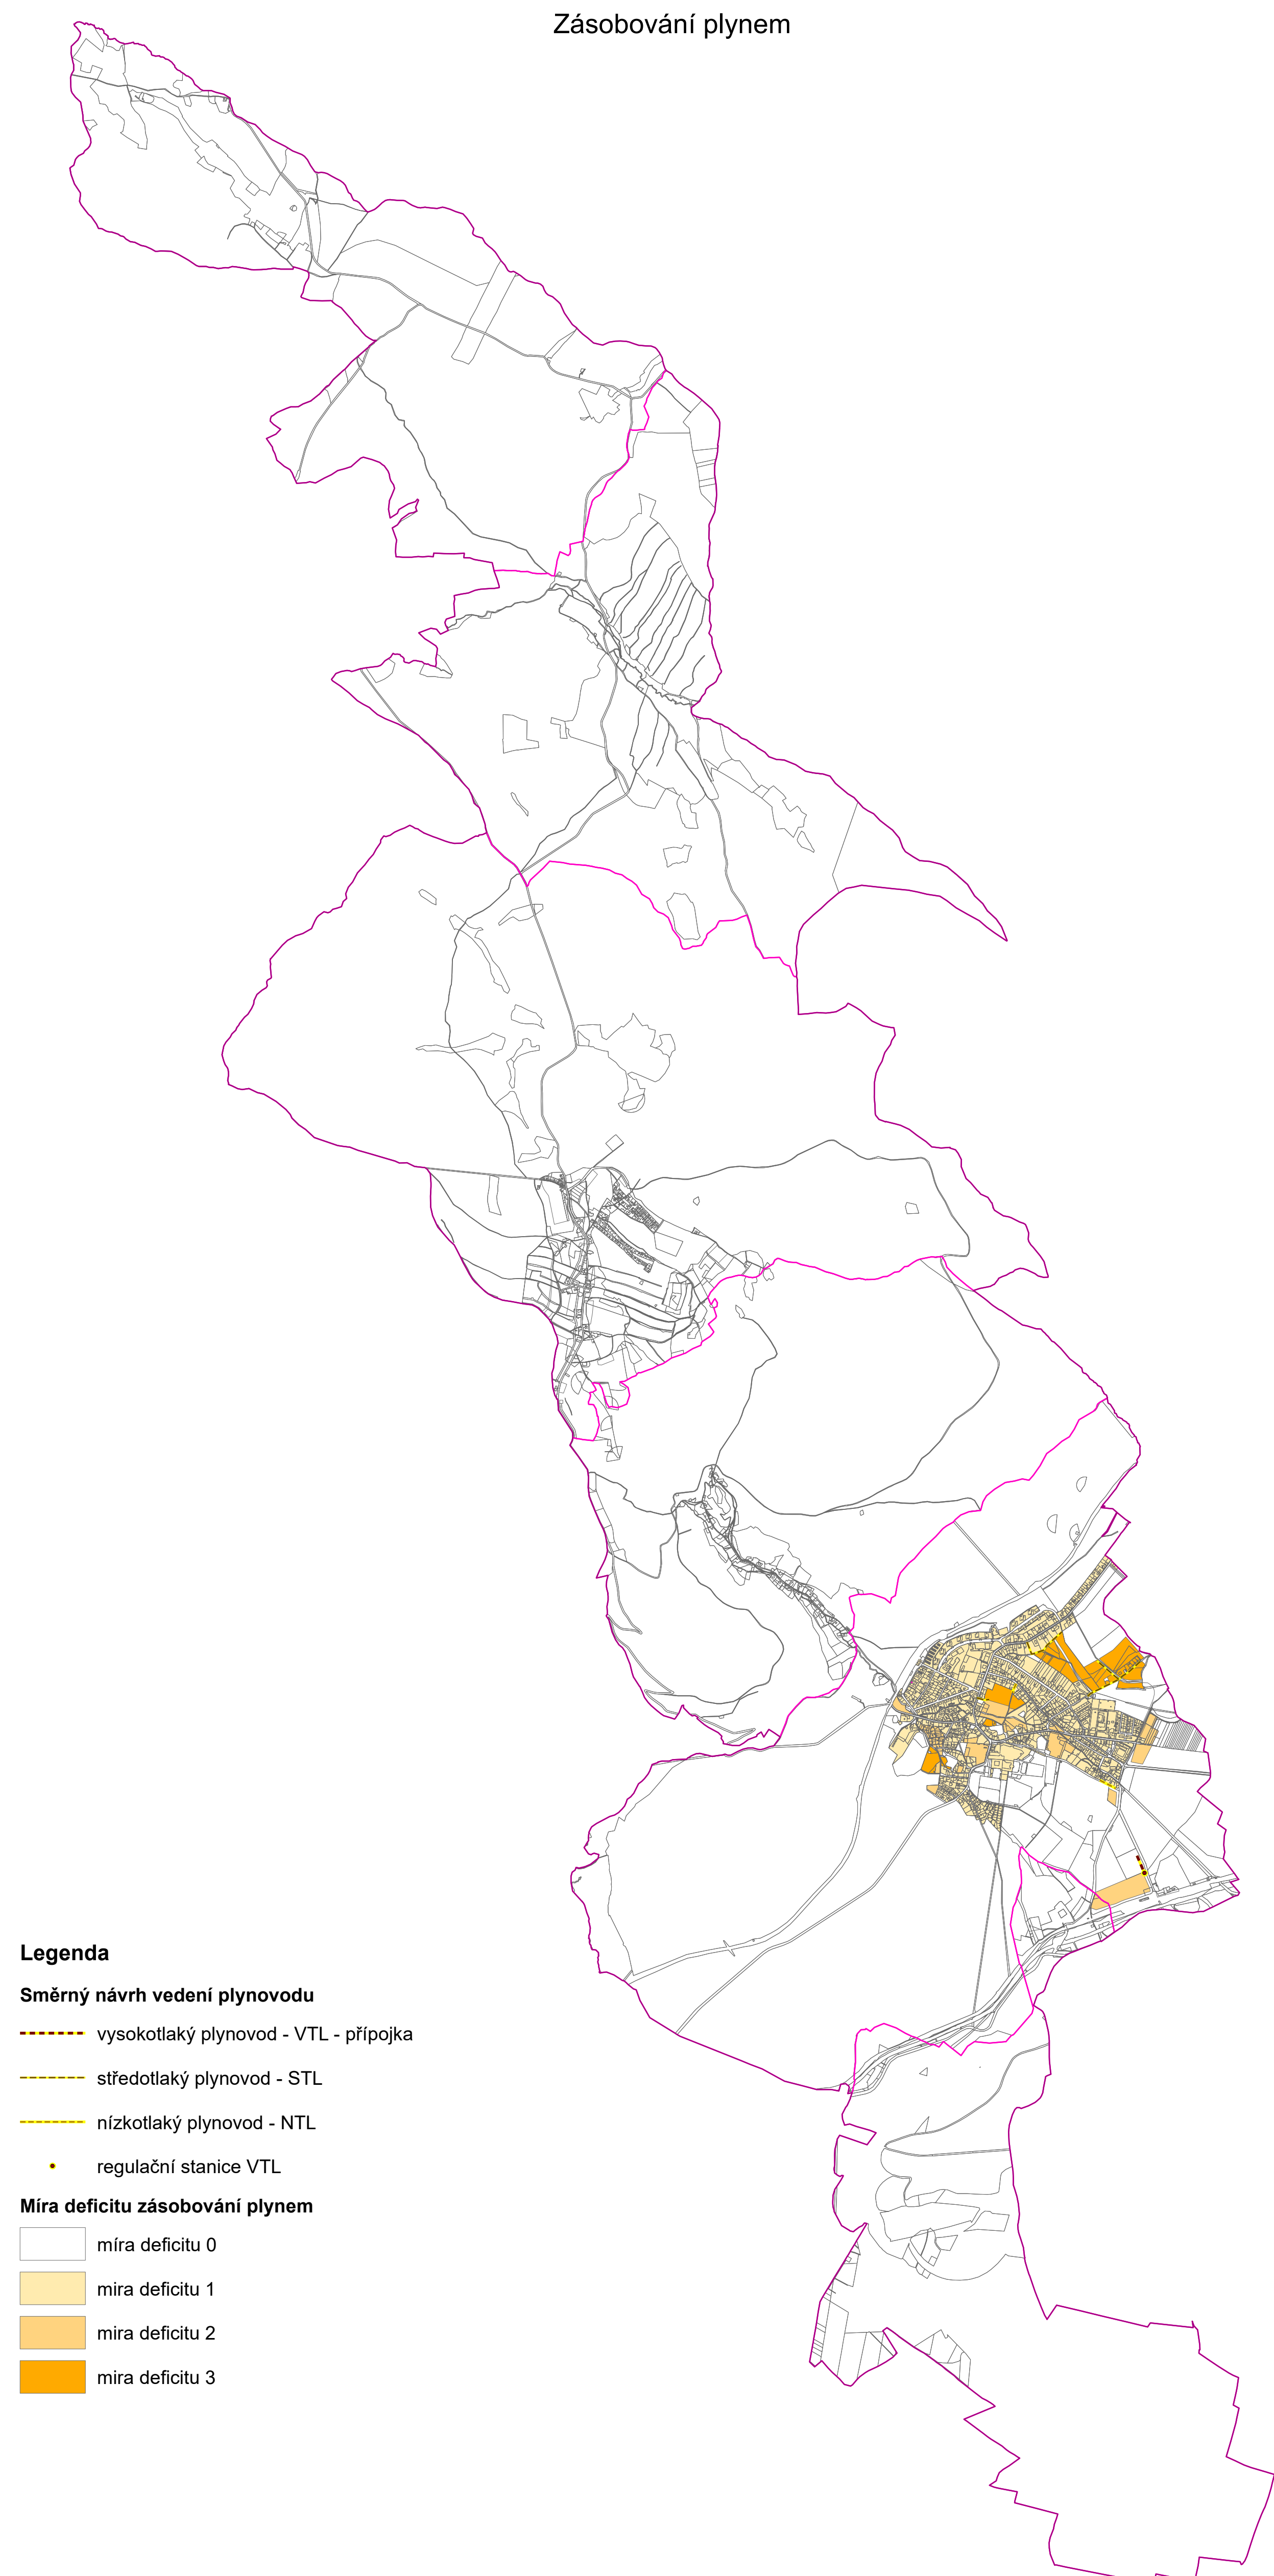 Zásobování plynem
Legenda
Směrný návrh vedení plynovodu
vysokotlaký plynovod - VTL - přípojka
středotlaký plynovod - STL
nízkotlaký plynovod - NTL
regulační stanice VTL
Míra deficitu zásobování plynem
míra deficitu 0
mira deficitu 1
mira deficitu 2
mira deficitu 3